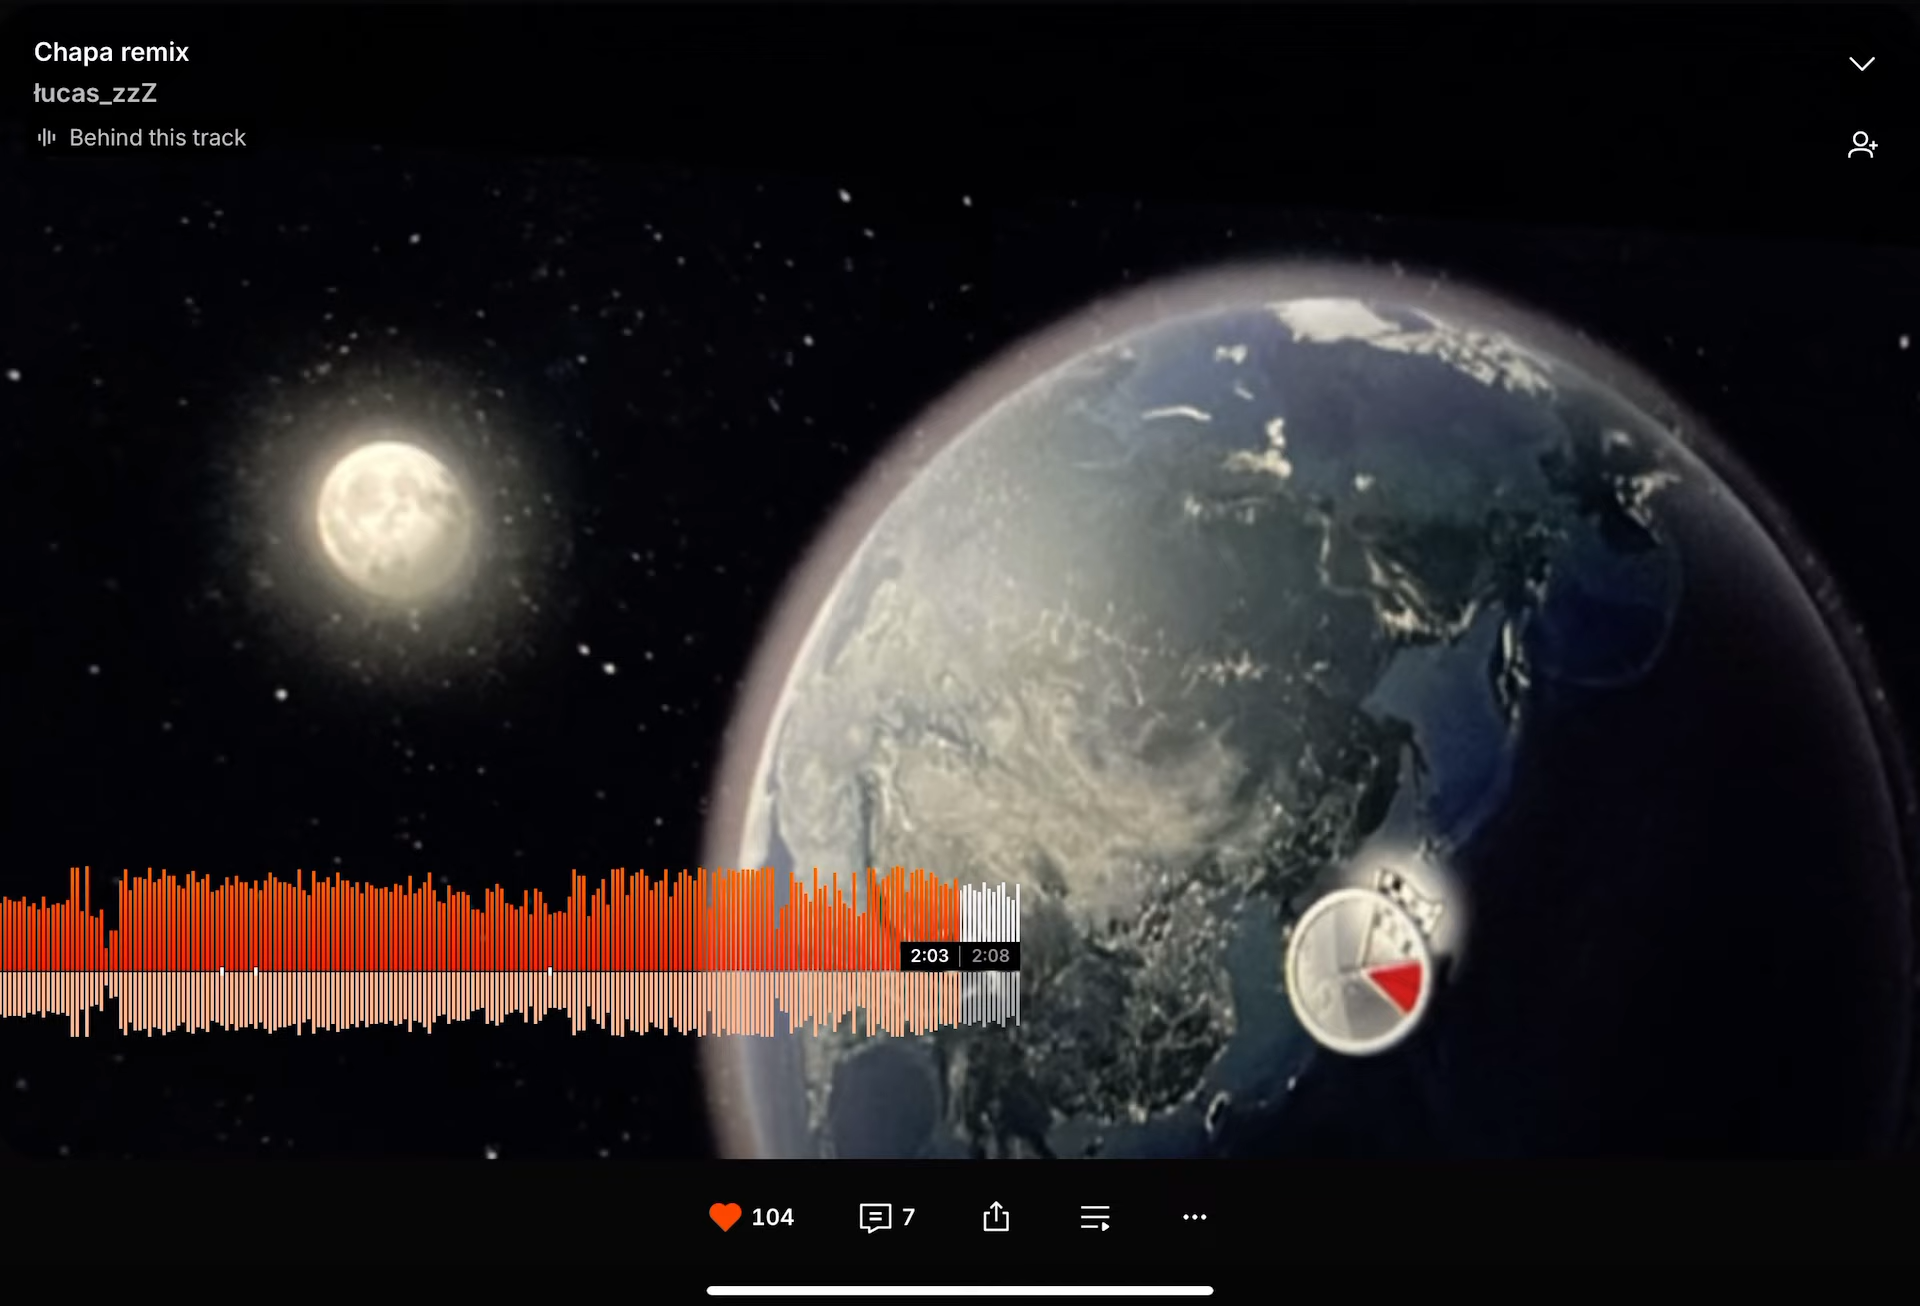 Chapa remix
łucas_zzZ
Behind this track
2:03 | 2:08
104
7